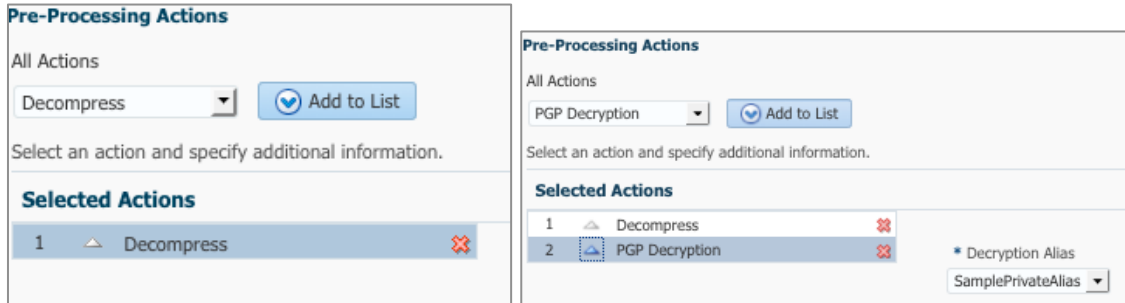 Pre-Processing Actions
All Actions
Decompress
Add to List
Select an action and specify additional information.
Selected Actions
1 Decompress
Pre-Processing Actions
All Actions
PGP Decryption
Add to List
Select an action and specify additional information.
Selected Actions
1 Decompress
2 PGP Decryption
* Decryption Alias
SamplePrivateAlias